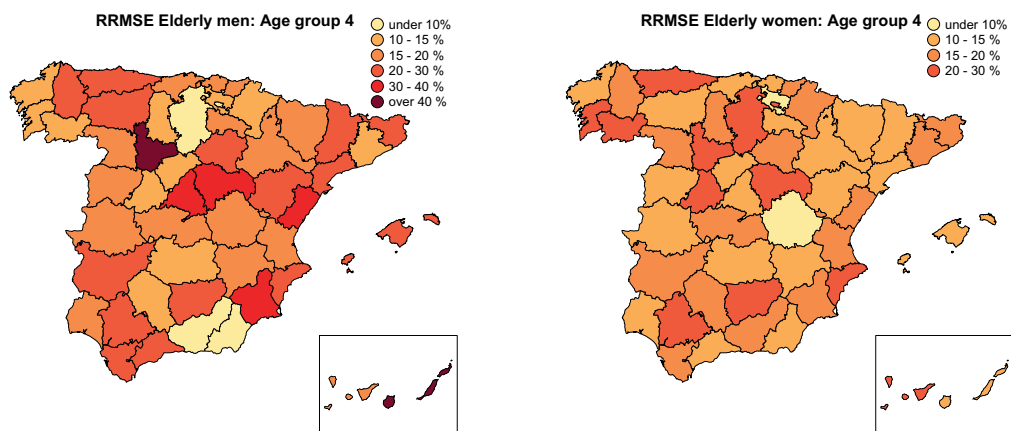 RRMSE Elderly men: Age group 4
under 10%
10 - 15 %
15 - 20 %
20 - 30 %
30 - 40 %
over 40 %
RRMSE Elderly women: Age group 4
under 10%
10 - 15 %
15 - 20 %
20 - 30 %